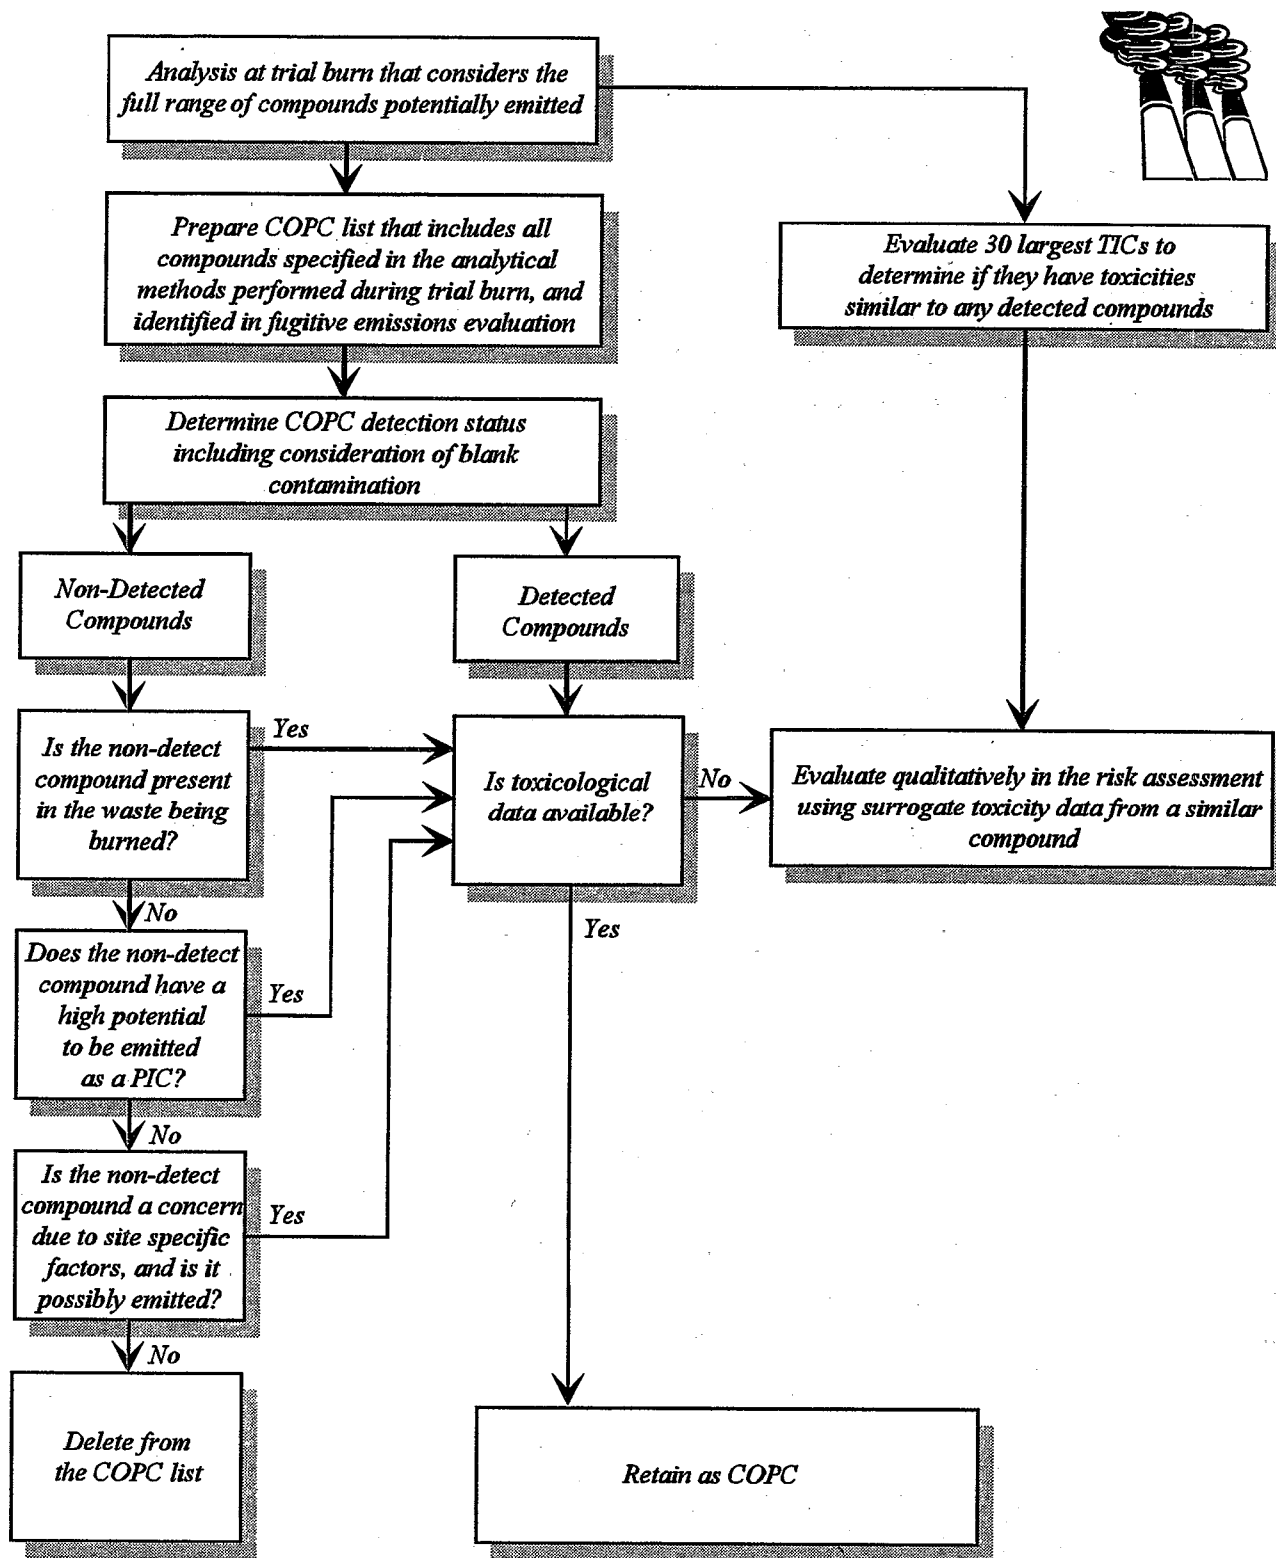 Analysis at trial burn that considers the
full range of compounds potentially emitted
Prepare COPC list that includes all
compounds specified in the analytical
methods performed during trial burn, and
identified in fugitive emissions evaluation
Evaluate 30 largest TICs to
determine if they have toxicities
similar to any detected compounds
Determine COPC detection status
including consideration of blank
contamination
Non-Detected
Compounds
Detected
Compounds
Is the non-detect
compound present
in the waste being
burned?
Yes
Is toxicological
data available?
No
Evaluate qualitatively in the risk assessment
using surrogate toxicity data from a similar
compound
No
Yes
Does the non-detect
compound have a
high potential
to be emitted
as a PIC?
Yes
No
Is the non-detect
compound a concern
due to site specific
factors, and is it
possibly emitted?
Yes
No
Delete from
the COPC list
Retain as COPC